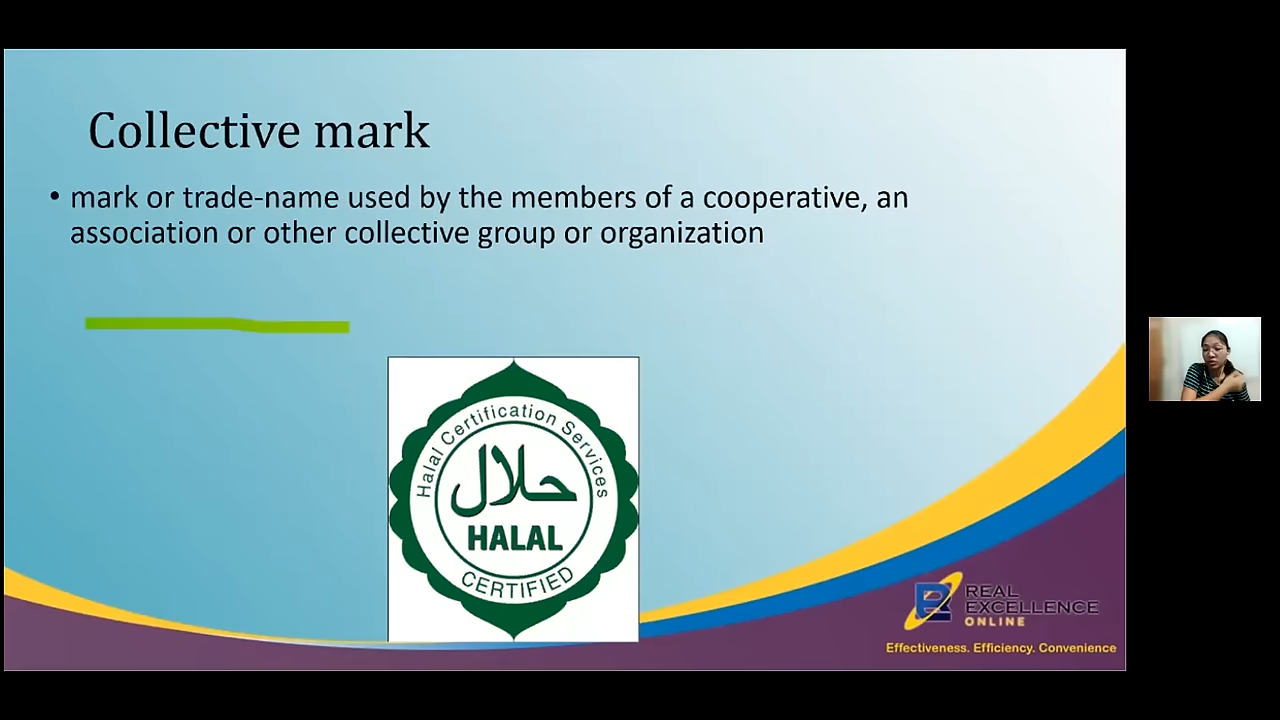 Collective mark
• mark or trade-name used by the members of a cooperative, an
association or other collective group or organization
Halal Certification Services
حلال
HALAL
CERTIFIED
REAL
EXCELLENCE
ONLINE
Effectiveness. Efficiency. Convenience